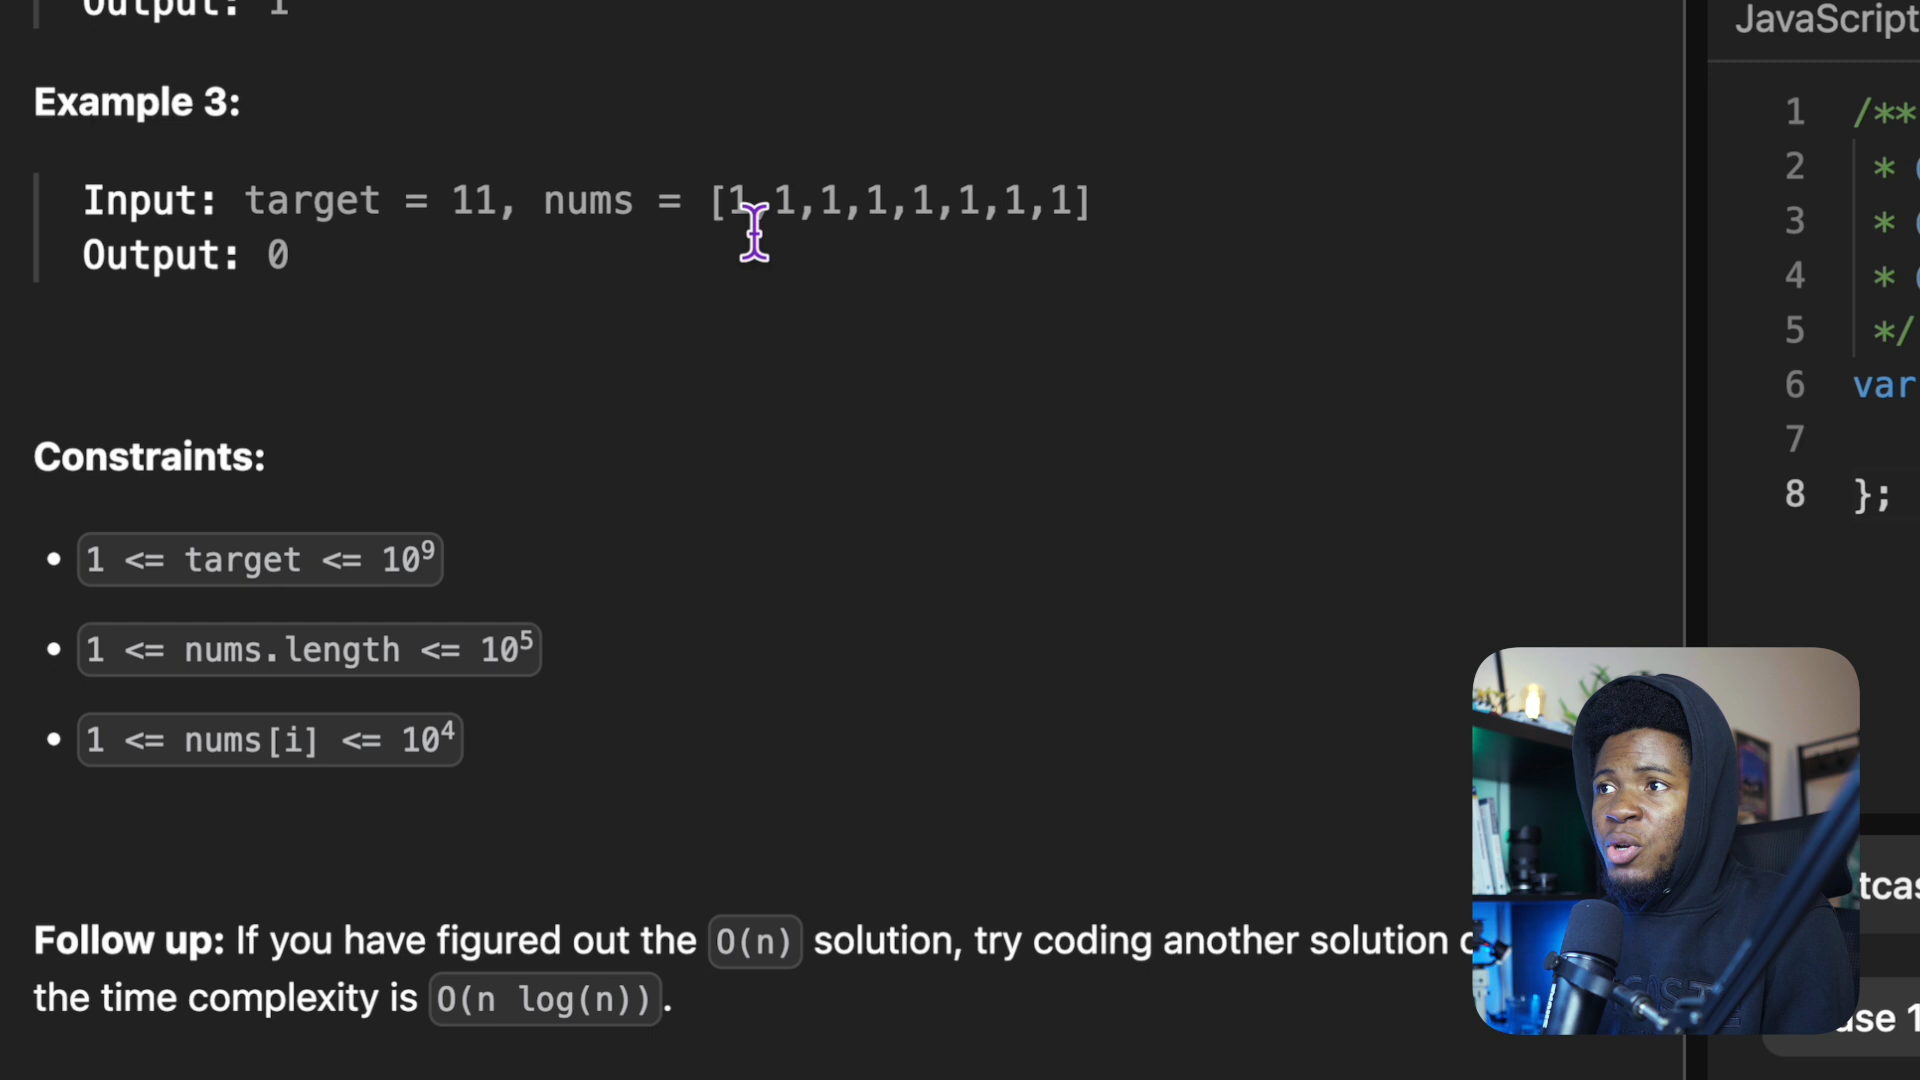 Output: 1
Example 3:
Input: target = 11, nums = [1,1,1,1,1,1,1,1]
Output: 0
Constraints:
1 <= target <= 10⁹
1 <= nums.length <= 10⁵
1 <= nums[i] <= 10⁴
Follow up: If you have figured out the O(n) solution, try coding another solution
the time complexity is O(n log(n)).
JavaScript
1 /**
2 *
3 *
4 *
5 */
6 var
7
8 };